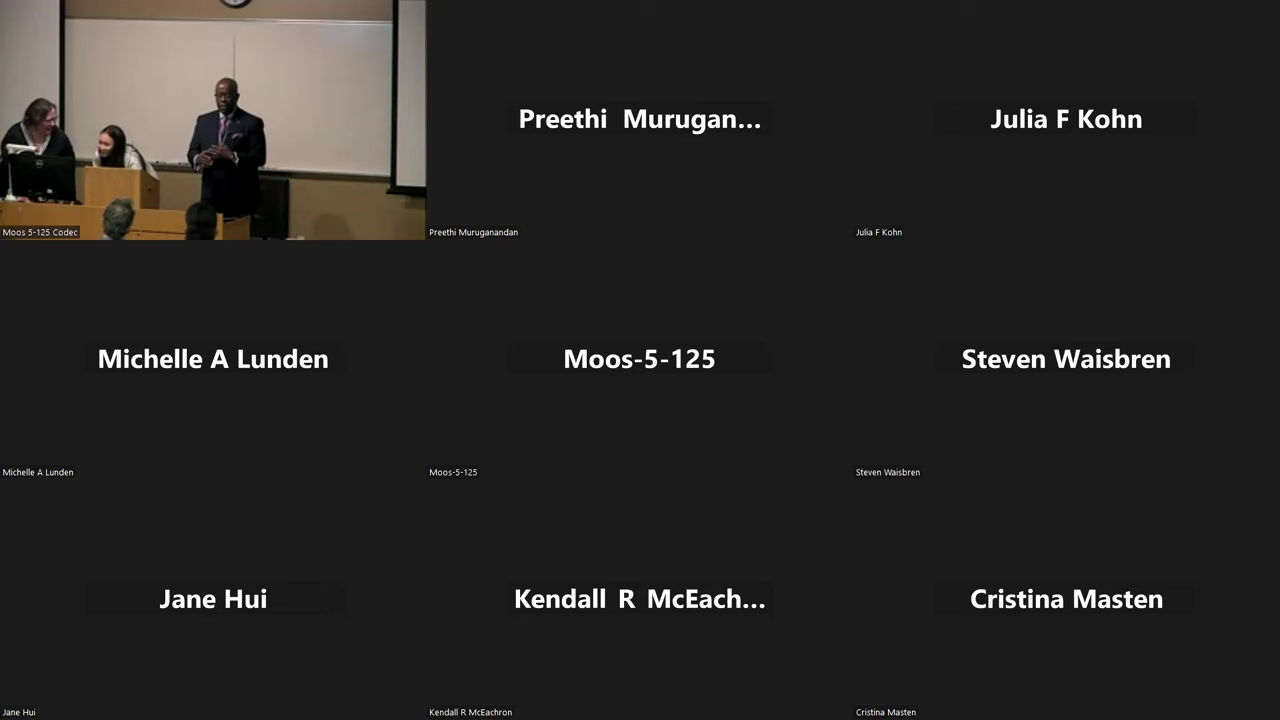 Preethi Murugan...
Julia F Kohn
Moos 5-125 Codec
Preethi Muruganandan
Julia F Kohn
Michelle A Lunden
Moos-5-125
Steven Waisbren
Michelle A Lunden
Moos-5-125
Steven Waisbren
Jane Hui
Kendall R McEach...
Cristina Masten
Jane Hui
Kendall R McEachron
Cristina Masten